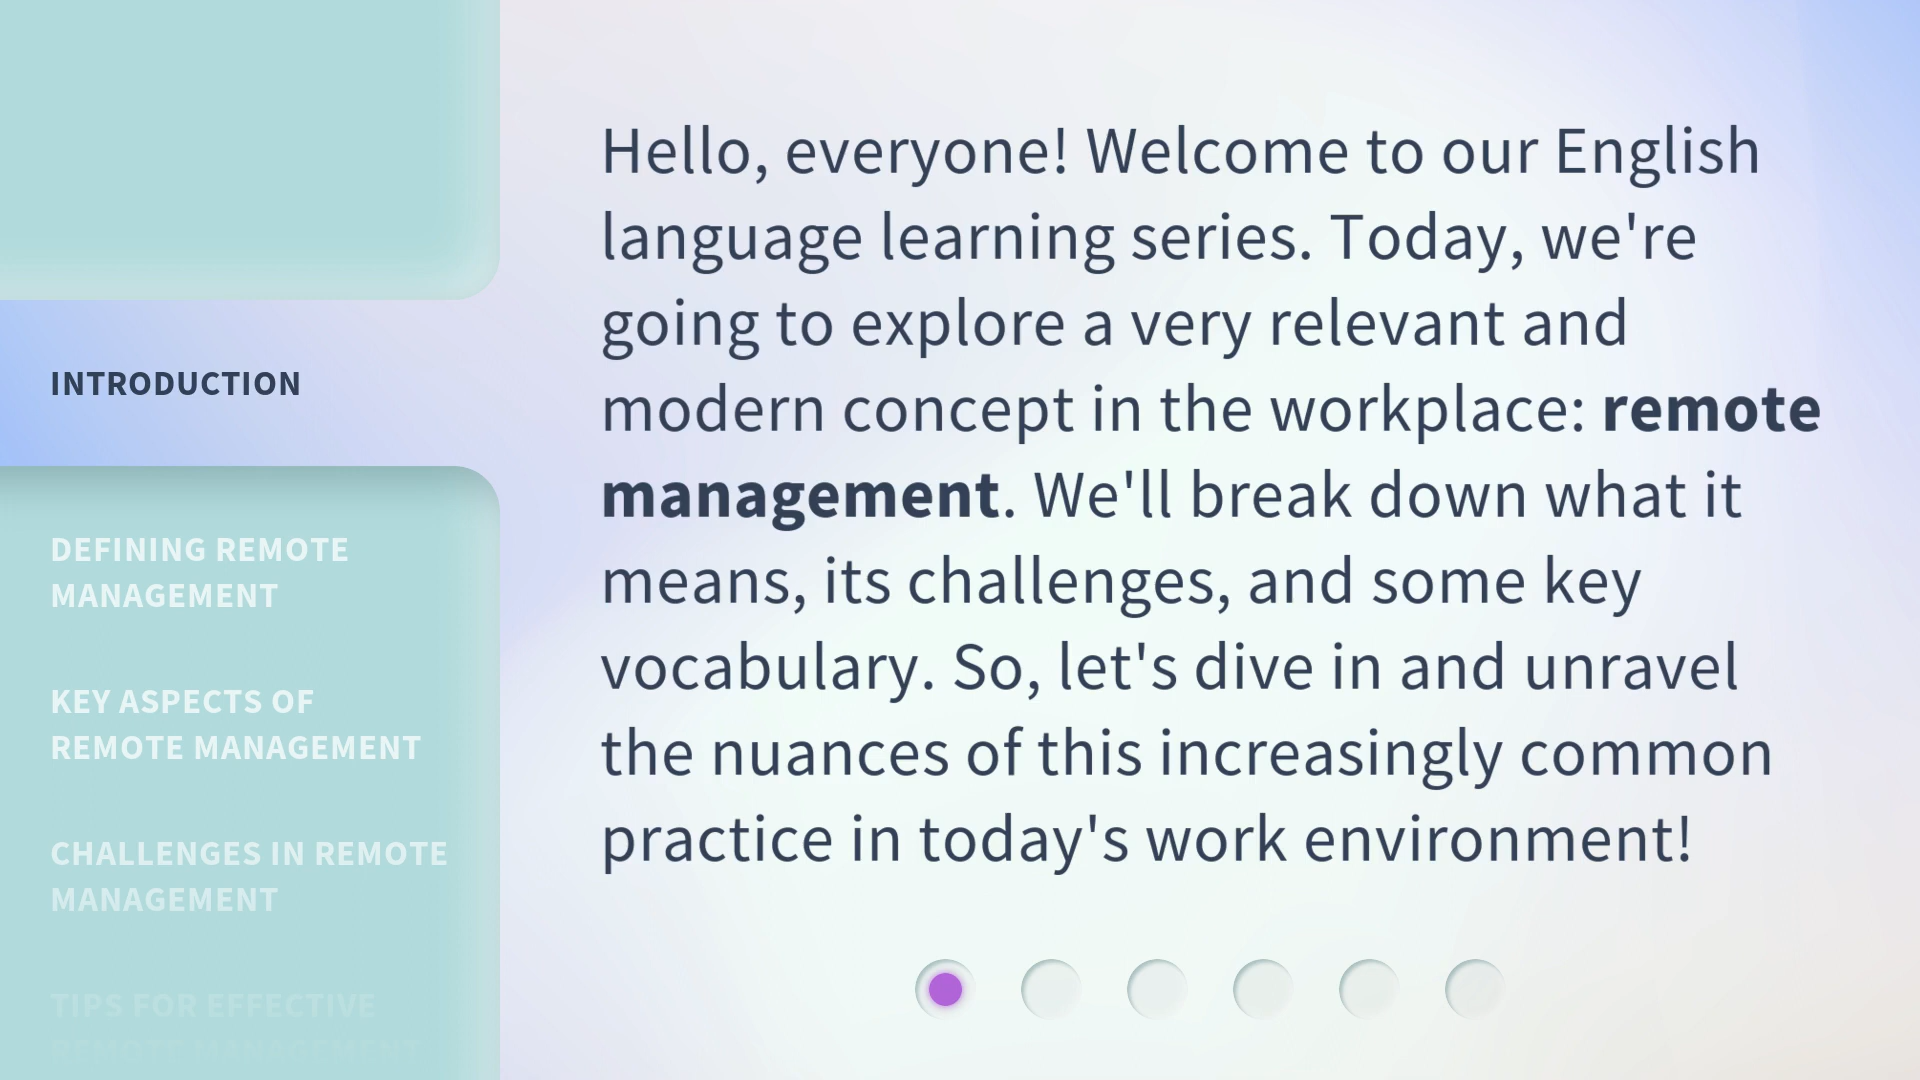 INTRODUCTION
DEFINING REMOTE
MANAGEMENT
KEY ASPECTS OF
REMOTE MANAGEMENT
CHALLENGES IN REMOTE
MANAGEMENT
TIPS FOR EFFECTIVE
REMOTE MANAGEMENT
Hello, everyone! Welcome to our English
language learning series. Today, we're
going to explore a very relevant and
modern concept in the workplace: remote
management. We'll break down what it
means, its challenges, and some key
vocabulary. So, let's dive in and unravel
the nuances of this increasingly common
practice in today's work environment!